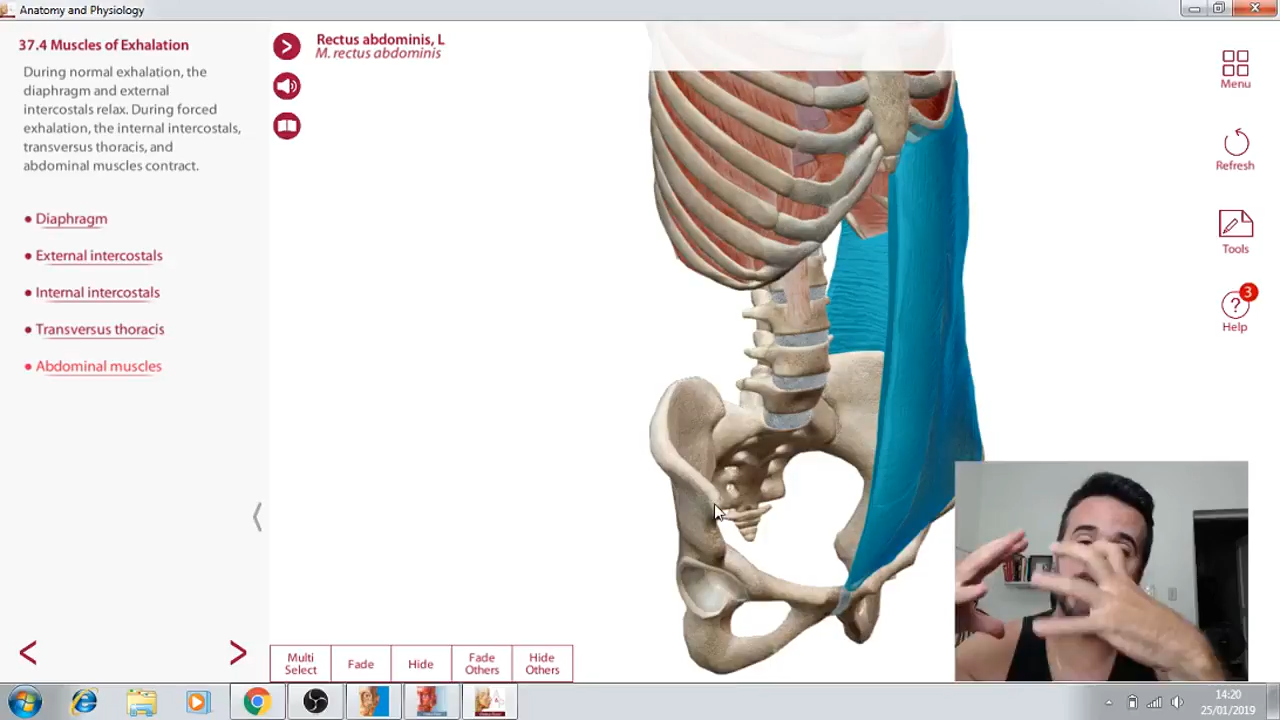 Anatomy and Physiology
37.4 Muscles of Exhalation
During normal exhalation, the
diaphragm and external
intercostals relax. During forced
exhalation, the internal intercostals,
transversus thoracis, and
abdominal muscles contract.
• Diaphragm
• External intercostals
• Internal intercostals
• Transversus thoracis
• Abdominal muscles
Rectus abdominis, L
M. rectus abdominis
Menu
Refresh
Tools
3
Help
Multi
Select
Fade
Hide
Fade
Others
Hide
Others
14:20
25/01/2019